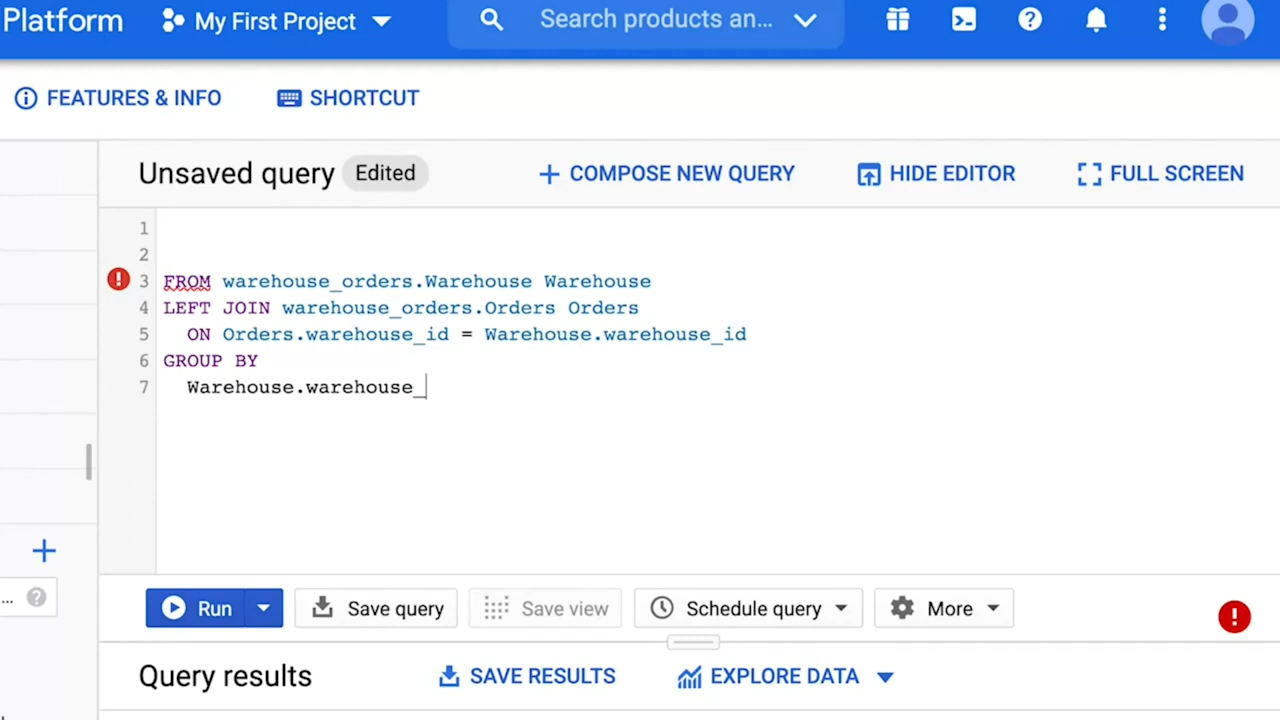 Platform My First Project Search products an...
FEATURES & INFO SHORTCUT
Unsaved query Edited COMPOSE NEW QUERY HIDE EDITOR FULL SCREEN
1
2
3 FROM warehouse_orders.Warehouse Warehouse
4 LEFT JOIN warehouse_orders.Orders Orders
5 ON Orders.warehouse_id = Warehouse.warehouse_id
6 GROUP BY
7 Warehouse.warehouse_
...
Run Save query Save view Schedule query More
Query results SAVE RESULTS EXPLORE DATA